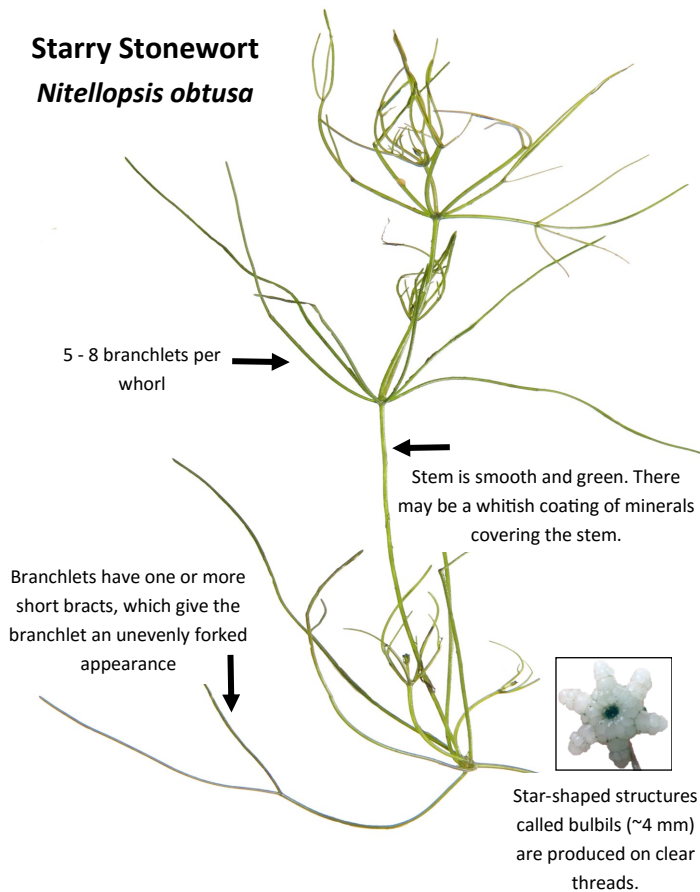 Starry Stonewort
Nitellopsis obtusa
5 - 8 branchlets per
whorl
Stem is smooth and green. There
may be a whitish coating of minerals
covering the stem.
Branchlets have one or more
short bracts, which give the
branchlet an unevenly forked
appearance
Star-shaped structures
called bulbils (~4 mm)
are produced on clear
threads.